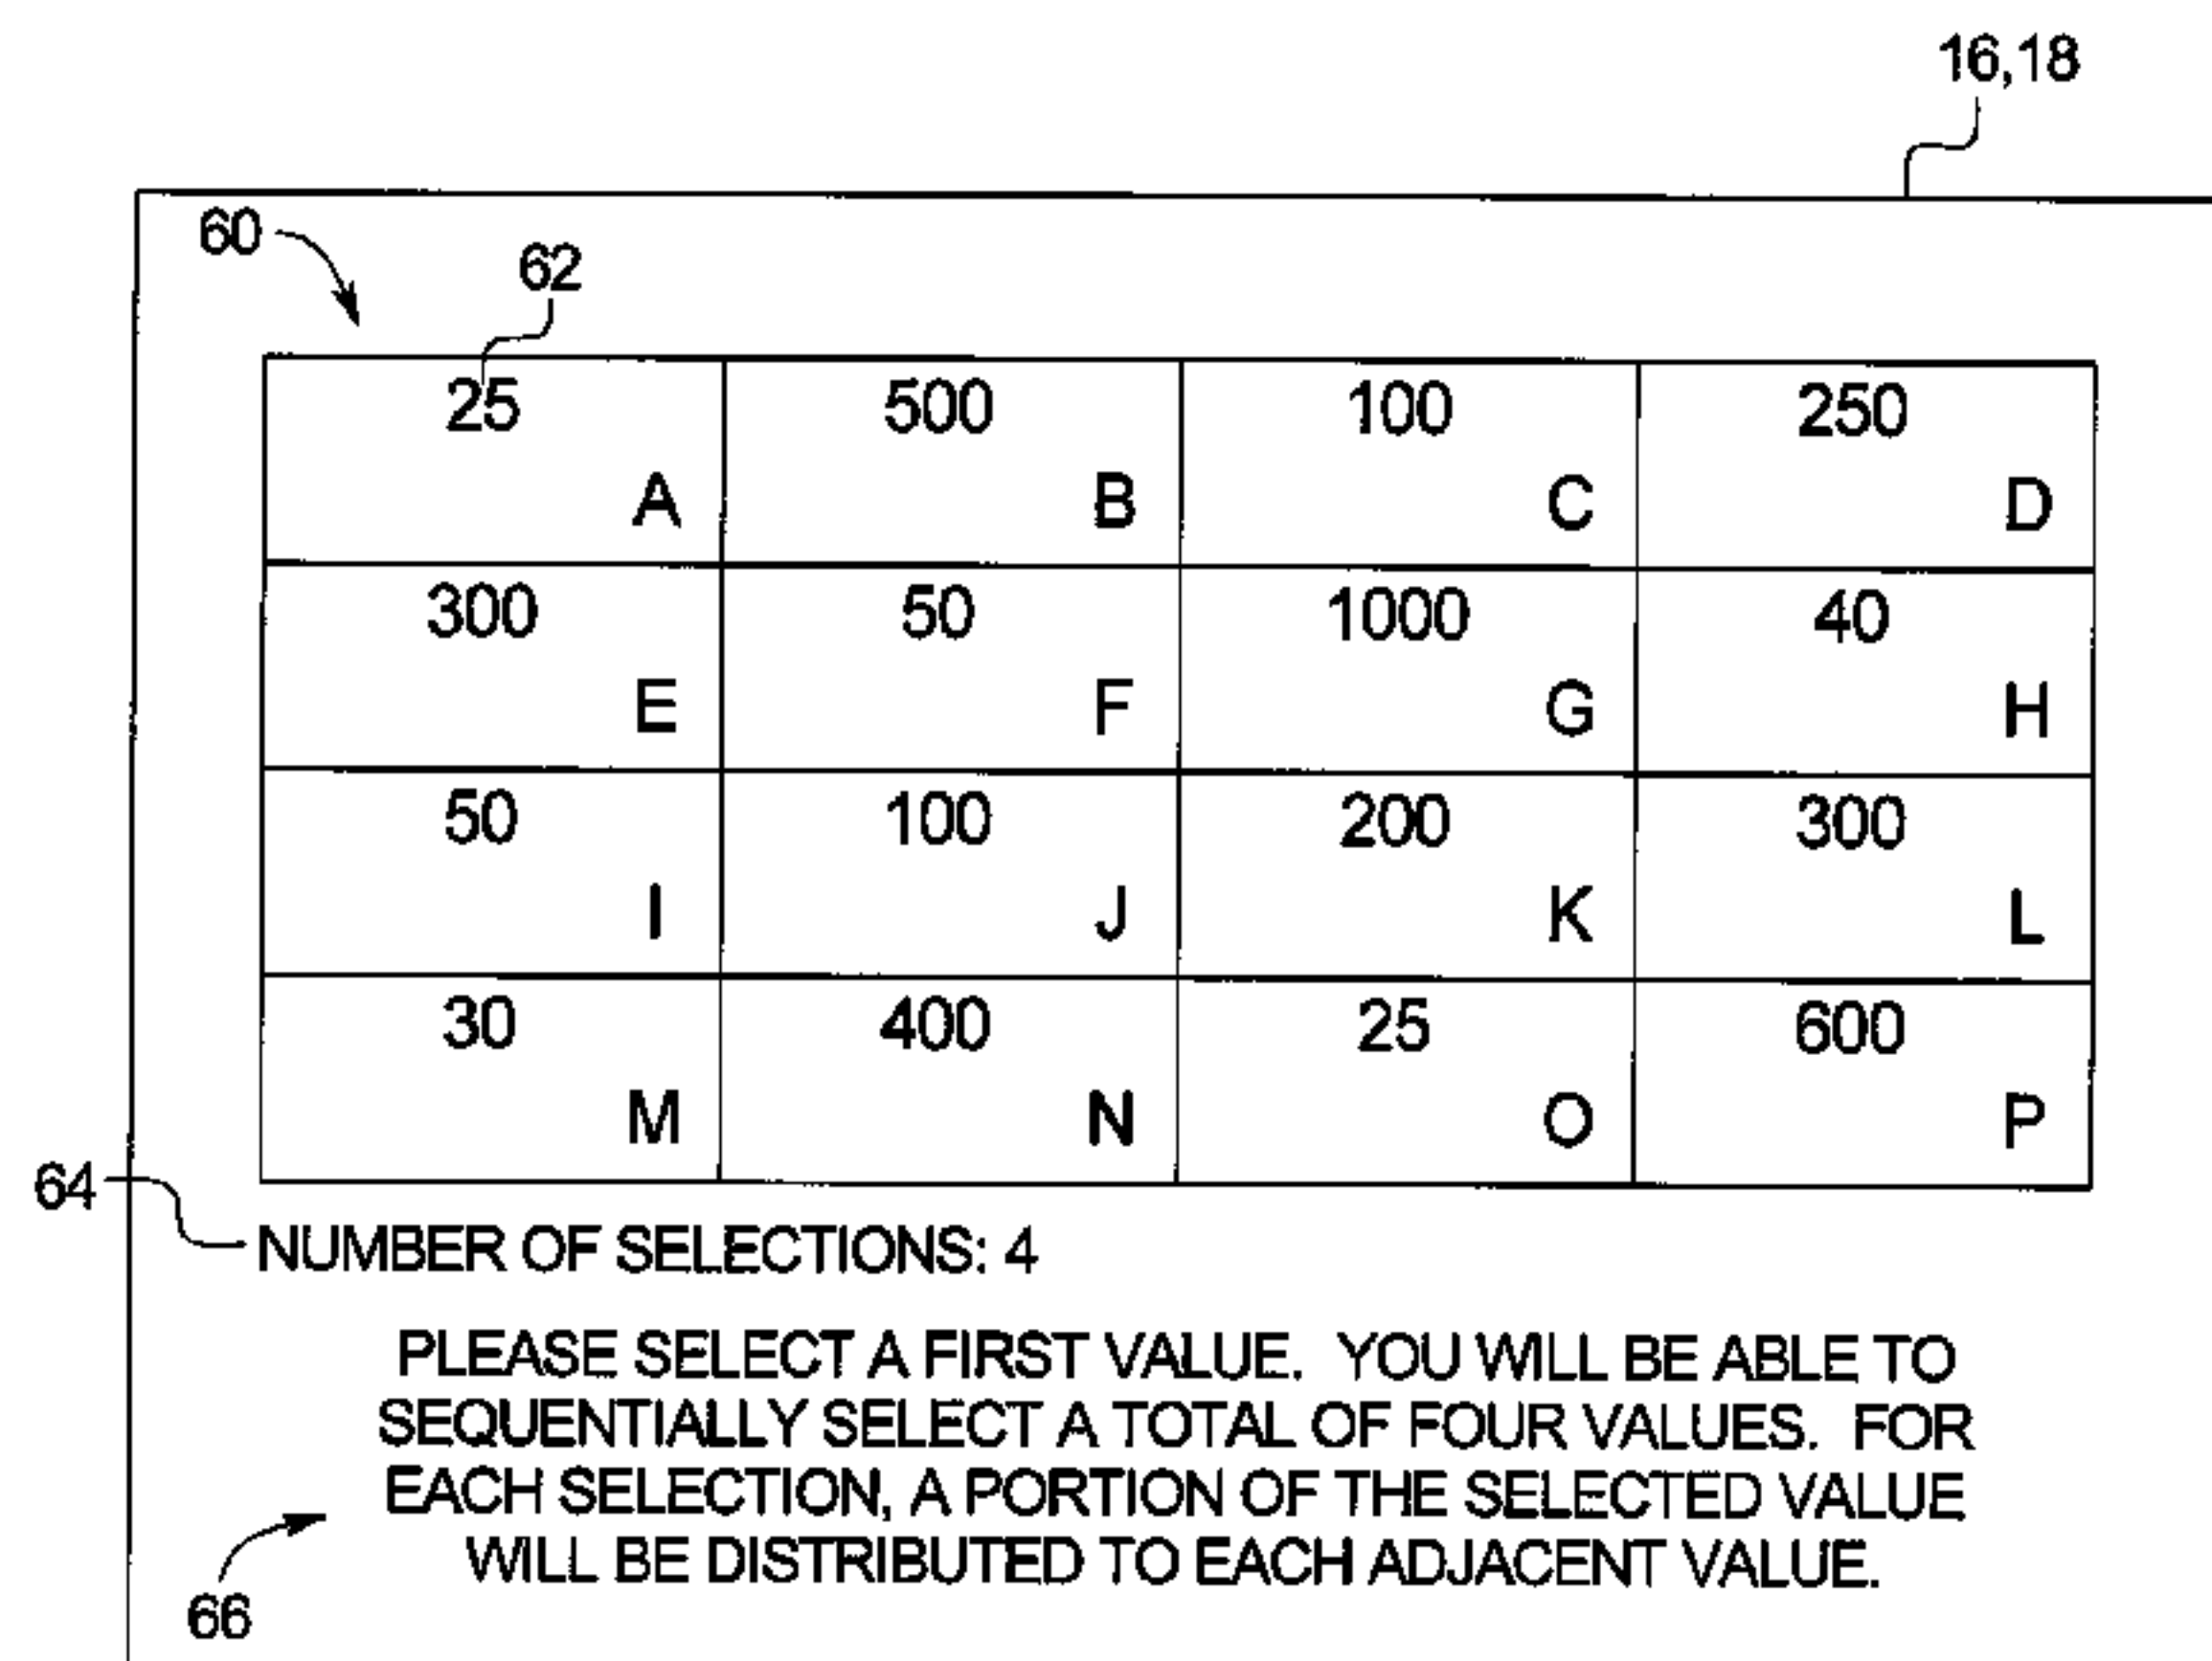 16,18
60
62
25 500 100 250
A B C D
300 50 1000 40
E F G H
50 100 200 300
I J K L
30 400 25 600
M N O P
64
NUMBER OF SELECTIONS: 4
PLEASE SELECT A FIRST VALUE. YOU WILL BE ABLE TO
SEQUENTIALLY SELECT A TOTAL OF FOUR VALUES. FOR
EACH SELECTION, A PORTION OF THE SELECTED VALUE
WILL BE DISTRIBUTED TO EACH ADJACENT VALUE.
66